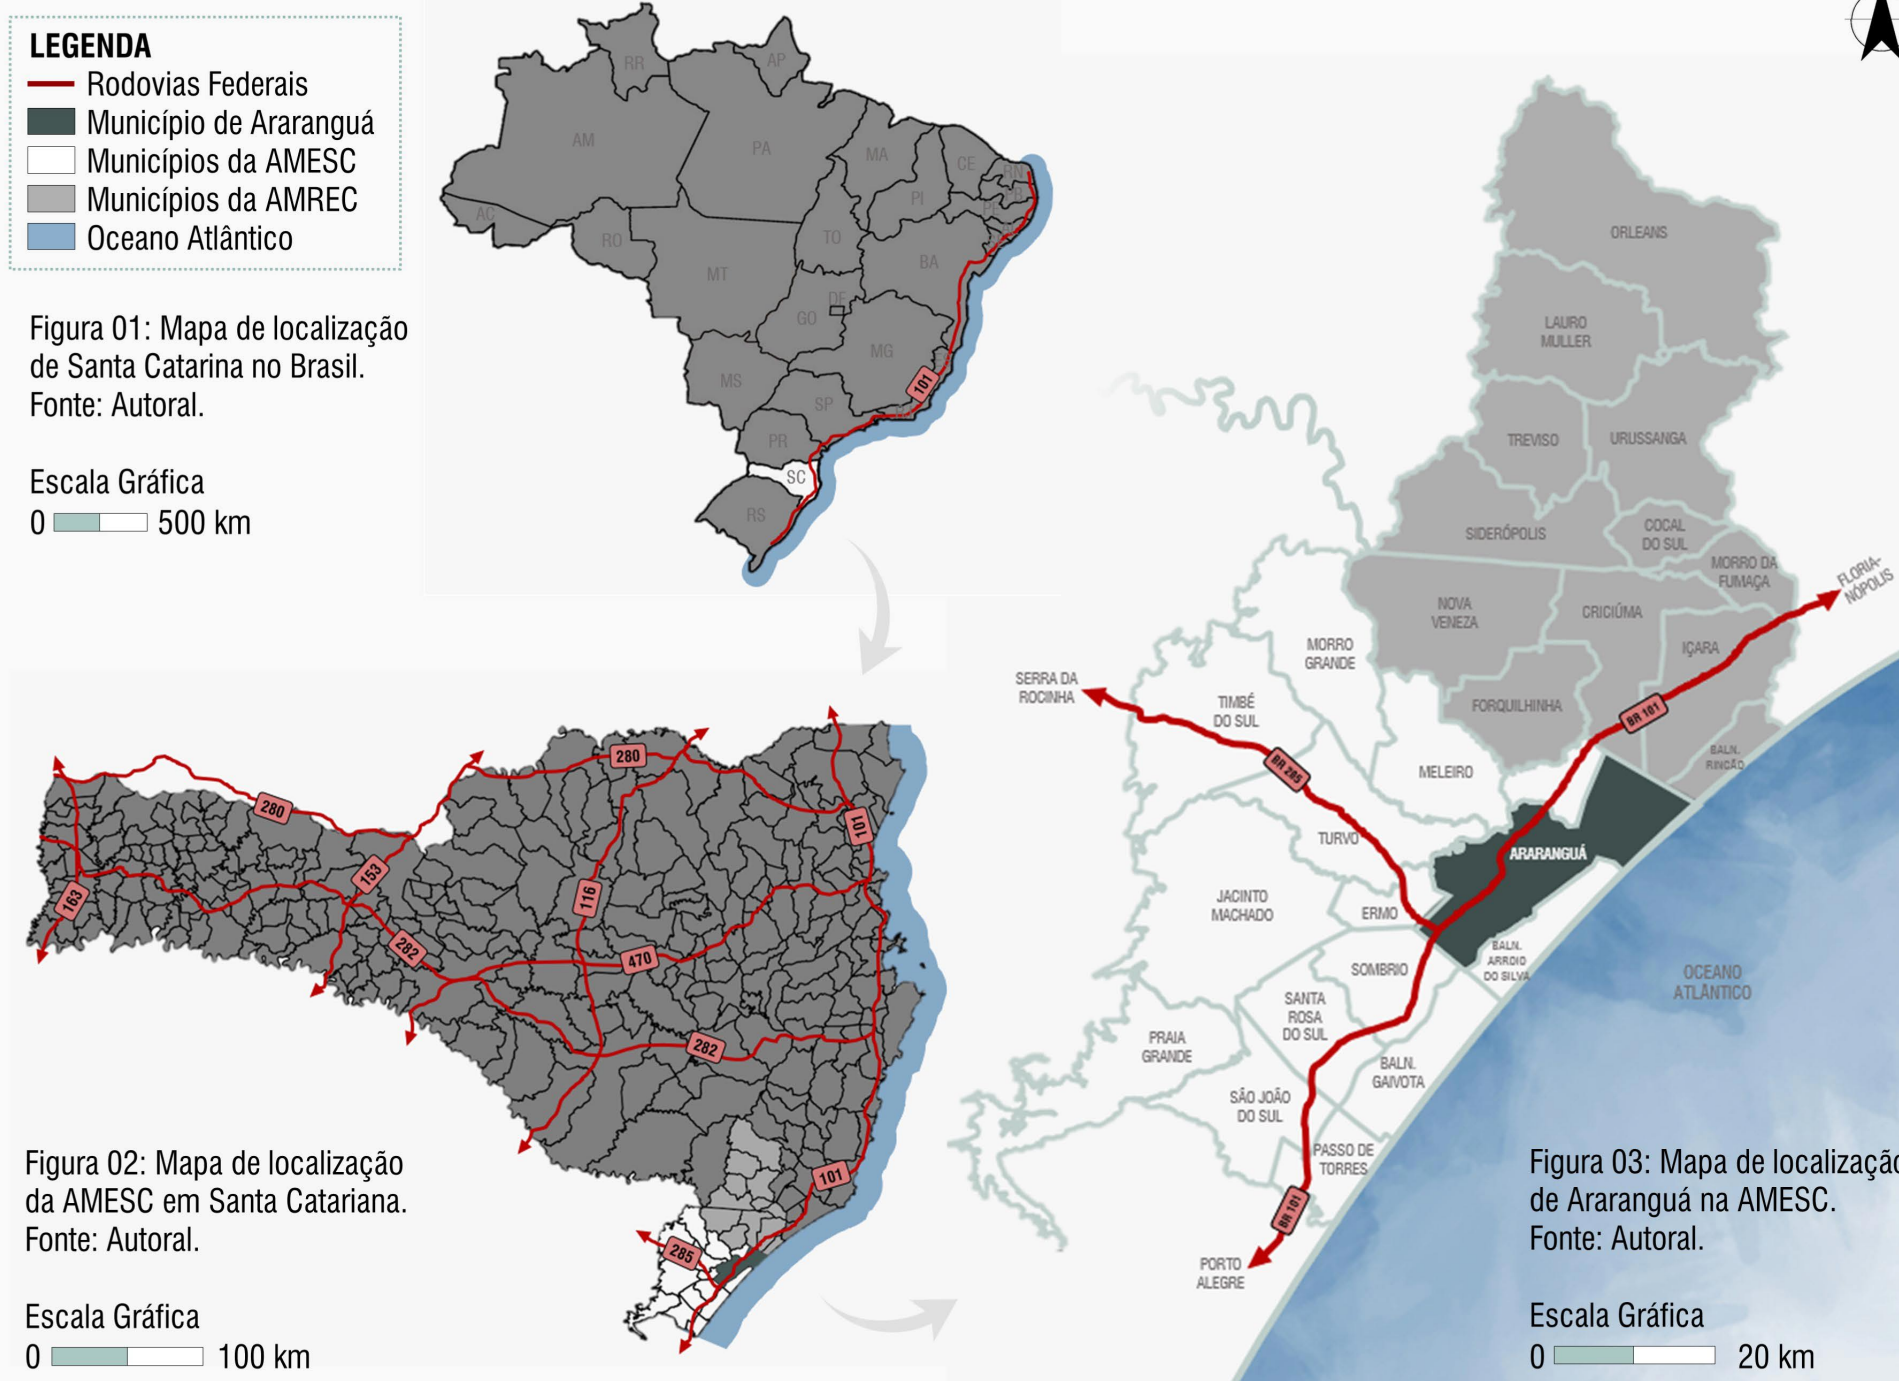 LEGENDA
Rodovias Federais
Município de Araranguá
Municípios da AMESC
Municípios da AMREC
Oceano Atlântico
Figura 01: Mapa de localização
de Santa Catarina no Brasil.
Fonte: Autoral.
Escala Gráfica
0 500 km
RR
AP
AM
PA
MA
CE
RN
PB
PI
PE
AC
RO
TO
BA
MT
DF
GO
MG
ES
MS
SP
RJ
101
PR
SC
RS
280
280
101
153
163
116
282
470
282
101
285
Figura 02: Mapa de localização
da AMESC em Santa Catariana.
Fonte: Autoral.
Escala Gráfica
0 100 km
ORLEANS
LAURO
MULLER
TREVISO
URUSSANGA
SIDERÓPOLIS
COCAL
DO SUL
MORRO DA
FUMAÇA
FLORIA-
NÓPOLIS
NOVA
VENEZA
CRICIÚMA
IÇARA
MORRO
GRANDE
SERRA DA
ROCINHA
TIMBÉ
DO SUL
FORQUILHINHA
BR 101
BALN.
RINCÃO
BR 285
MELEIRO
TURVO
ARARANGUÁ
JACINTO
MACHADO
ERMO
SOMBRIO
BALN.
ARROIO
DO SILVA
OCEANO
ATLÂNTICO
SANTA
ROSA
DO SUL
PRAIA
GRANDE
BALN.
GAIVOTA
SÃO JOÃO
DO SUL
PASSO DE
TORRES
BR 101
PORTO
ALEGRE
Figura 03: Mapa de localização
de Araranguá na AMESC.
Fonte: Autoral.
Escala Gráfica
0 20 km